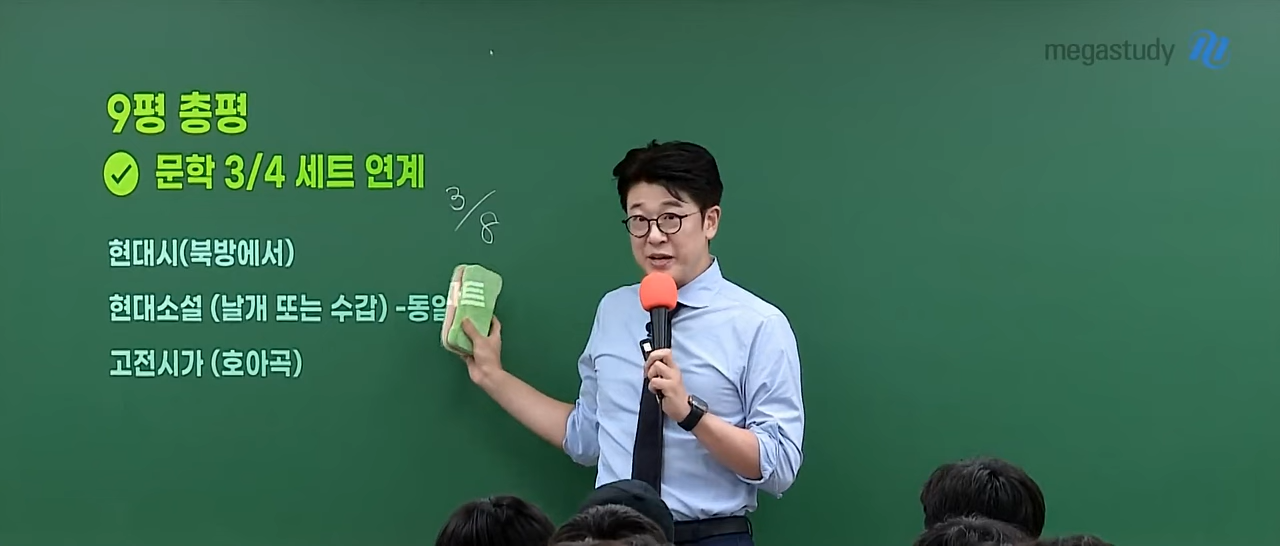 megastudy
9평 총평
문학 3/4 세트 연계
3/8
현대시(북방에서)
현대소설 (날개 또는 수갑) -동일
고전시가 (호아곡)